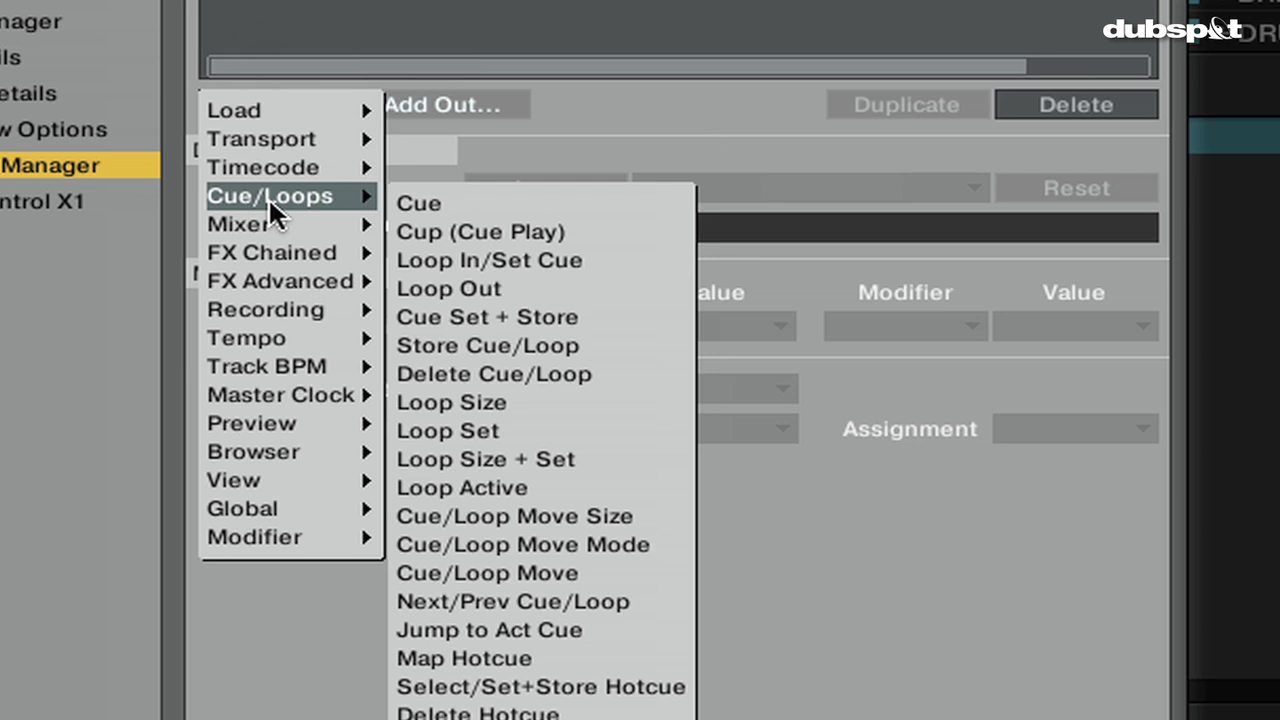 dubspot
nager
ils
etails
w Options
Manager
ntrol X1
Add Out...
Duplicate
Delete
Load
Transport
Timecode
Cue/Loops
Mixer
FX Chained
FX Advanced
Recording
Tempo
Track BPM
Master Clock
Preview
Browser
View
Global
Modifier
Cue
Cup (Cue Play)
Loop In/Set Cue
Loop Out
Cue Set + Store
Store Cue/Loop
Delete Cue/Loop
Loop Size
Loop Set
Loop Size + Set
Loop Active
Cue/Loop Move Size
Cue/Loop Move Mode
Cue/Loop Move
Next/Prev Cue/Loop
Jump to Act Cue
Map Hotcue
Select/Set+Store Hotcue
Delete Hotcue
Reset
alue
Modifier
Value
Assignment